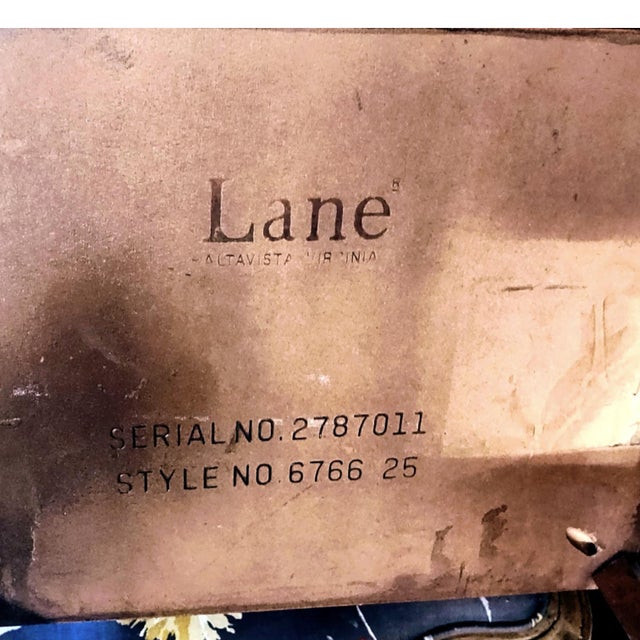 Lane®
ALTAVISTA VIRGINIA
SERIAL NO. 2787011
STYLE NO. 6766 25